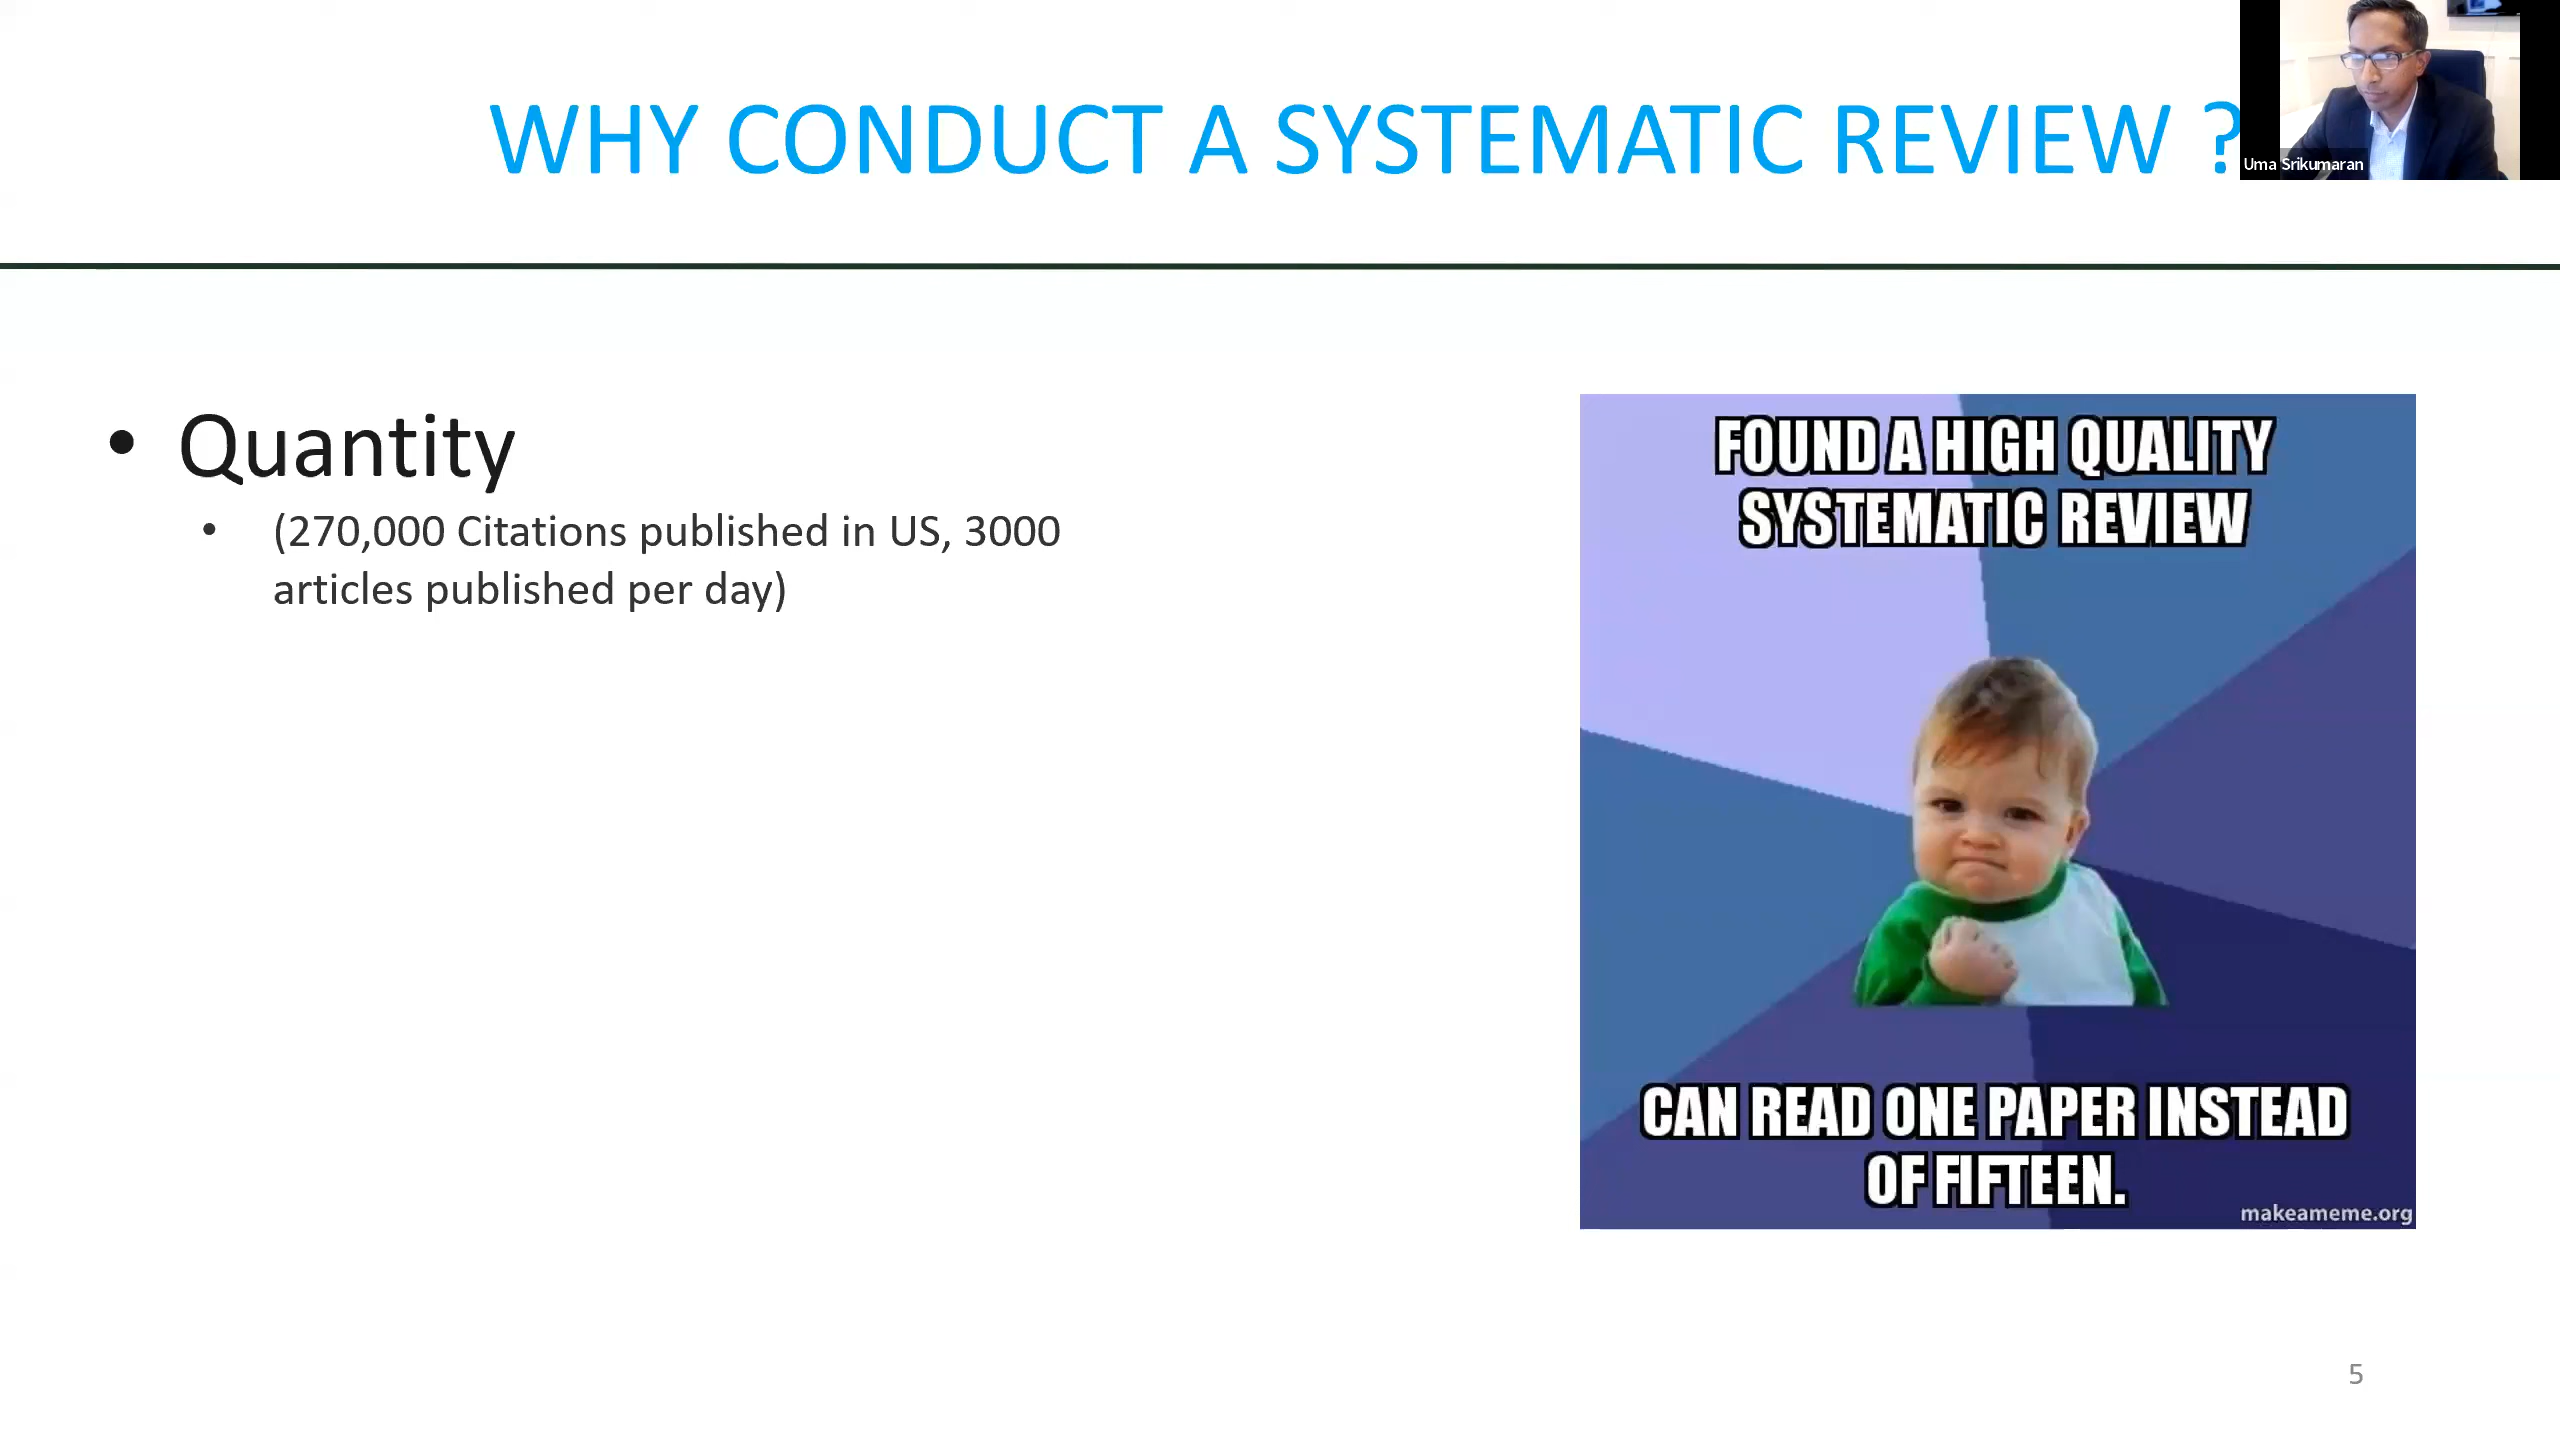 WHY CONDUCT A SYSTEMATIC REVIEW ?
Uma Srikumaran
• Quantity
• (270,000 Citations published in US, 3000
articles published per day)
FOUND A HIGH QUALITY
SYSTEMATIC REVIEW
CAN READ ONE PAPER INSTEAD
OF FIFTEEN.
makeameme.org
5